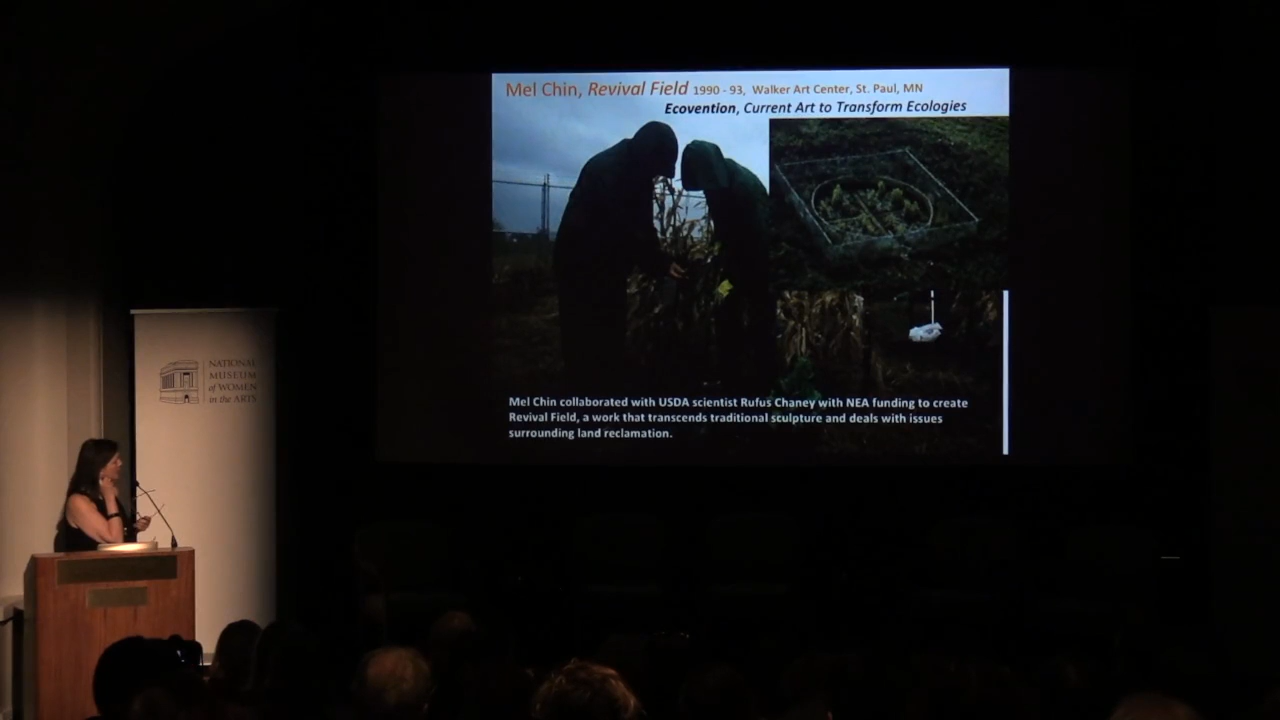 Mel Chin, Revival Field 1990 - 93, Walker Art Center, St. Paul, MN
Ecovention, Current Art to Transform Ecologies
Mel Chin collaborated with USDA scientist Rufus Chaney with NEA funding to create
Revival Field, a work that transcends traditional sculpture and deals with issues
surrounding land reclamation.
NATIONAL
MUSEUM
of WOMEN
in the ARTS